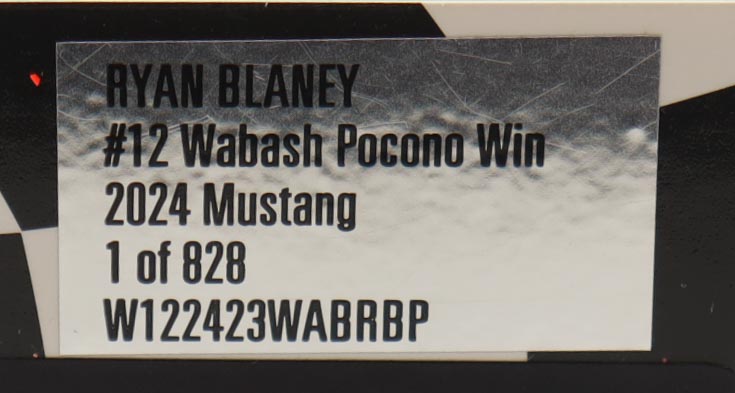 RYAN BLANEY
#12 Wabash Pocono Win
2024 Mustang
1 of 828
W122423WABRBP